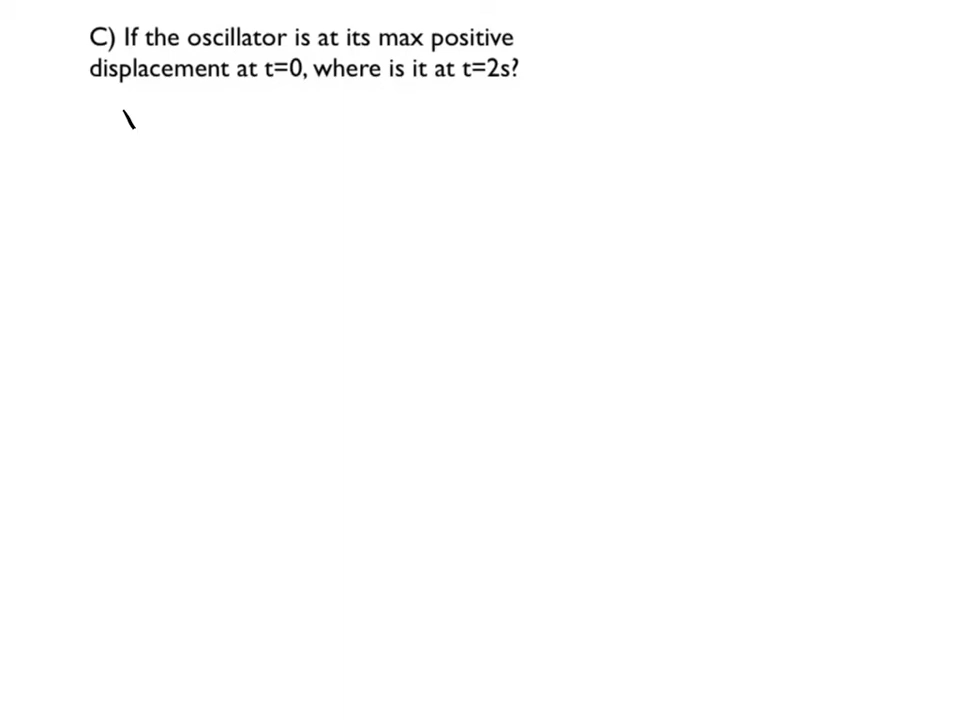 C) If the oscillator is at its max positive
displacement at t=0, where is it at t=2s?